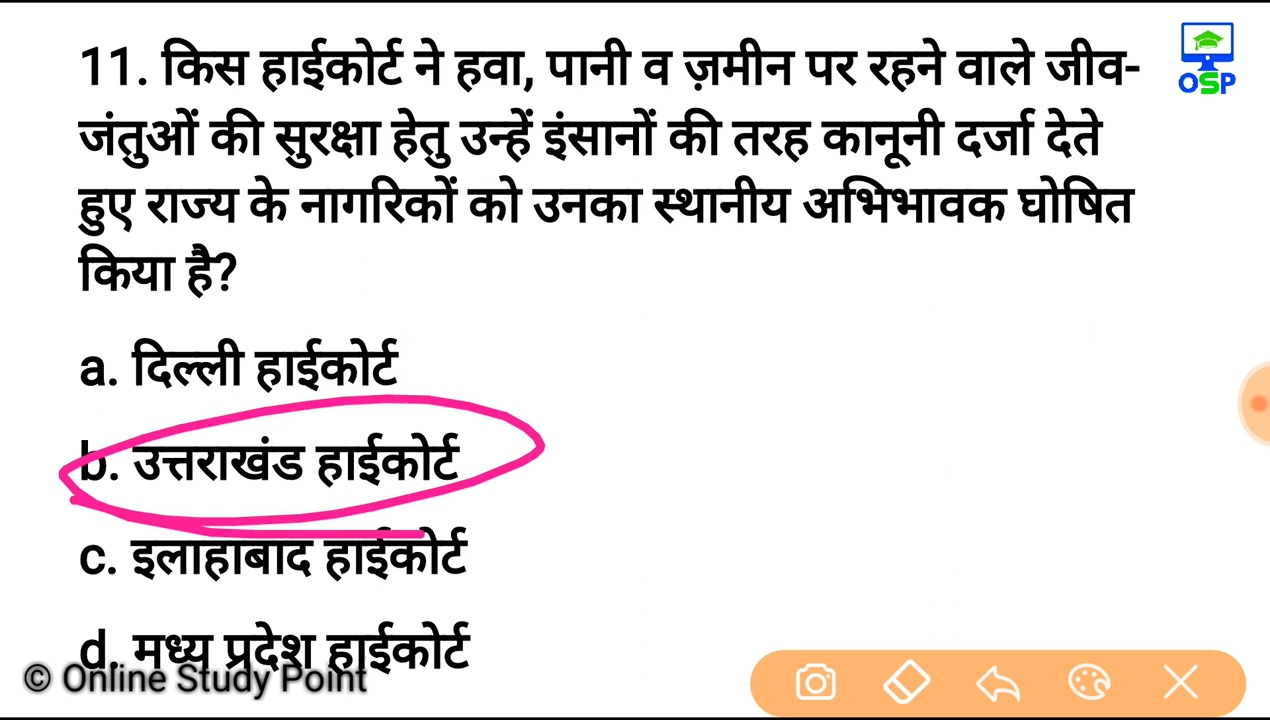 11. किस हाईकोर्ट ने हवा, पानी व ज़मीन पर रहने वाले जीव-
जंतुओं की सुरक्षा हेतु उन्हें इंसानों की तरह कानूनी दर्जा देते
हुए राज्य के नागरिकों को उनका स्थानीय अभिभावक घोषित
किया है?
OSP
a. दिल्ली हाईकोर्ट
b. उत्तराखंड हाईकोर्ट
c. इलाहाबाद हाईकोर्ट
d. मध्य प्रदेश हाईकोर्ट
© Online Study Point